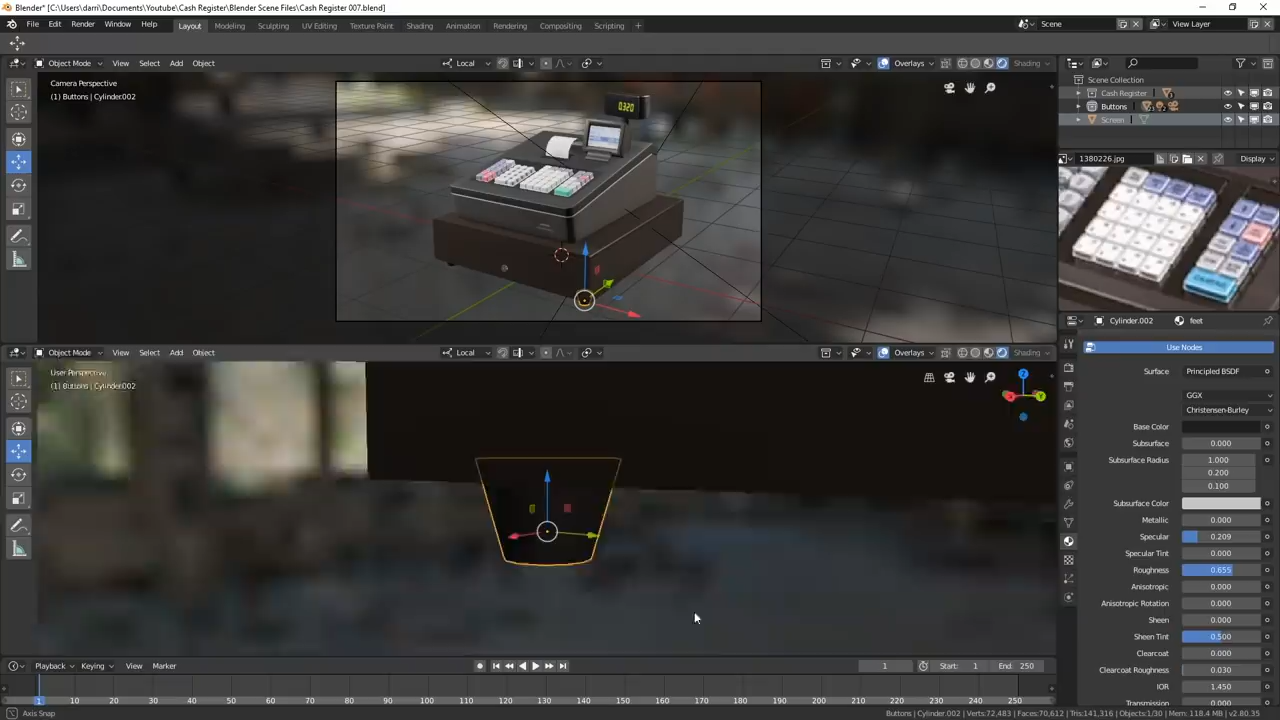 Blender* [C:\Users\darri\Documents\Youtube\Cash Register\Blender Scene Files\Cash Register 007.blend]
File Edit Render Window Help
Layout Modeling Sculpting UV Editing Texture Paint Shading Animation Rendering Compositing Scripting +
Scene
View Layer
Object Mode View Select Add Object
Local
Overlays
Shading
Camera Perspective
(1) Buttons | Cylinder.002
0.320
Scene Collection
Cash Register
Buttons
Screen
1380226.jpg
Display
Cylinder.002
feet
Use Nodes
Surface Principled BSDF
GGX
Christensen-Burley
Base Color
Subsurface 0.000
Subsurface Radius 1.000
0.200
0.100
Subsurface Color
Metallic 0.000
Specular 0.209
Specular Tint 0.000
Roughness 0.655
Anisotropic 0.000
Anisotropic Rotation 0.000
Sheen 0.000
Sheen Tint 0.500
Clearcoat 0.000
Clearcoat Roughness 0.030
IOR 1.450
Transmission
Object Mode View Select Add Object
Local
Overlays
Shading
User Perspective
(1) Buttons | Cylinder.002
Z
Y
Playback Keying View Marker
1
Start: 1
End: 250
1 10 20 30 40 50 60 70 80 90 100 110 120 130 140 150 160 170 180 190 200 210 220 230 240 250
Axis Snap
Buttons | Cylinder.002 | Verts:72,483 | Faces:70,612 | Tris:141,316 | Objects:1/30 | Mem: 118.4 MB | v2.80.35